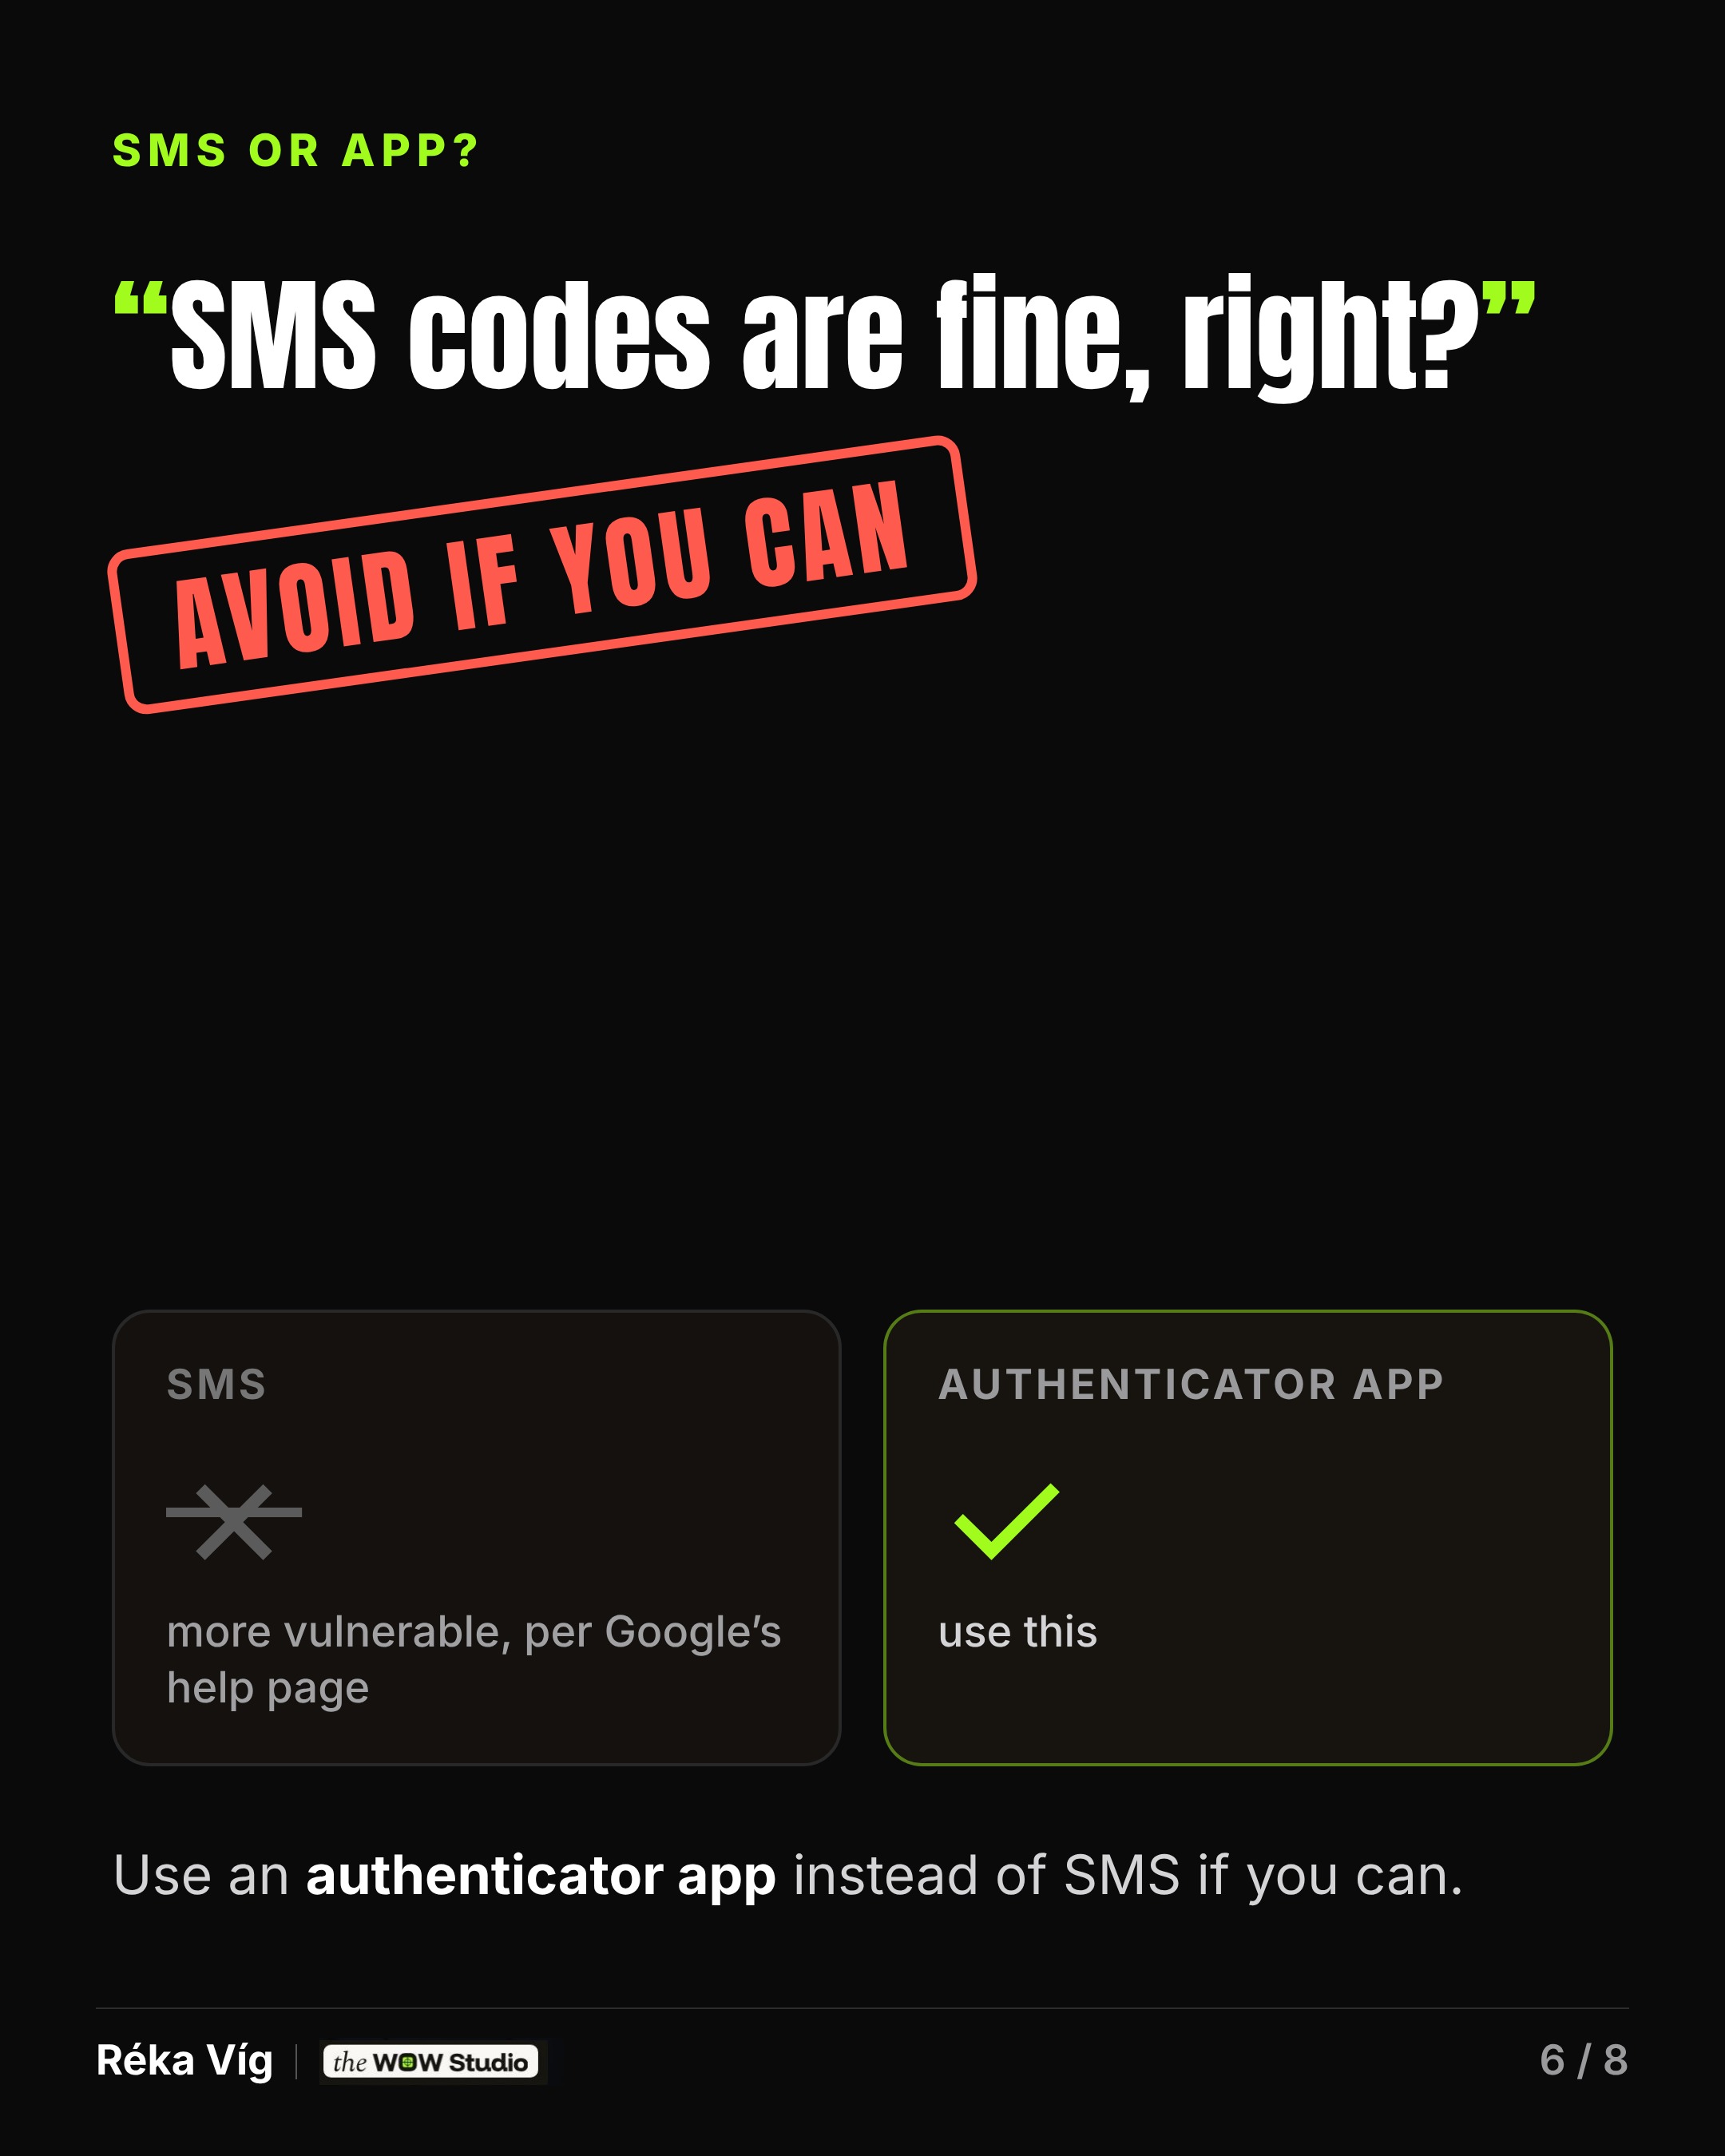 SMS OR APP?
“SMS codes are fine, right?”
AVOID IF YOU CAN
SMS
more vulnerable, per Google’s
help page
AUTHENTICATOR APP
use this
Use an authenticator app instead of SMS if you can.
Réka Víg
the WOW Studio
6 / 8